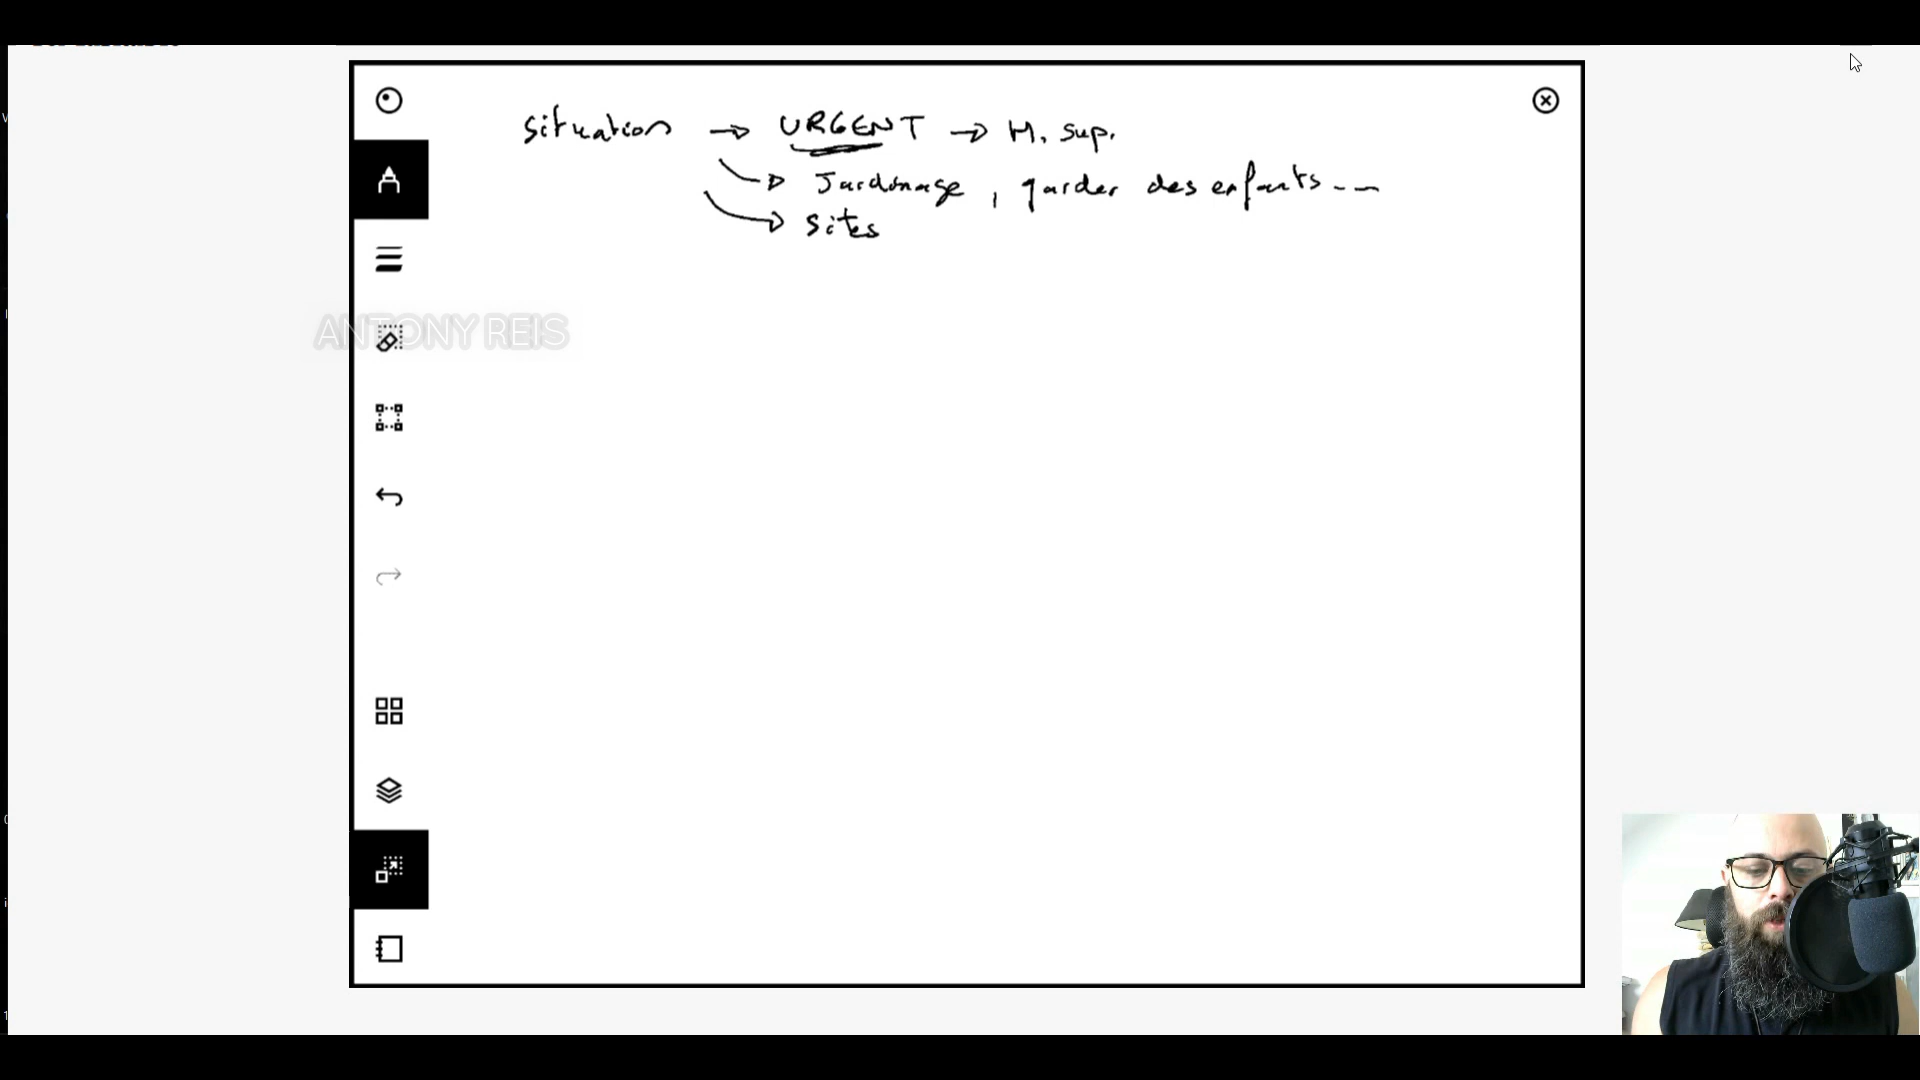 situation → URGENT → H. sup.
→ Jardinage, garder des enfants ---
→ Sites
ANTONY REIS